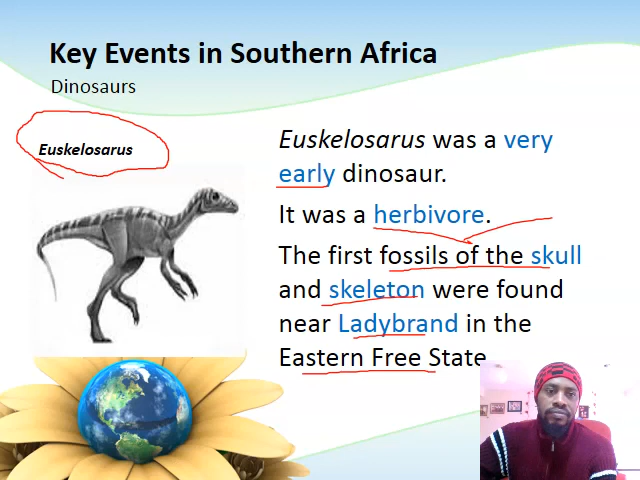 Key Events in Southern Africa
Dinosaurs
Euskelosarus
Euskelosarus was a very
early dinosaur.
It was a herbivore.
The first fossils of the skull
and skeleton were found
near Ladybrand in the
Eastern Free State